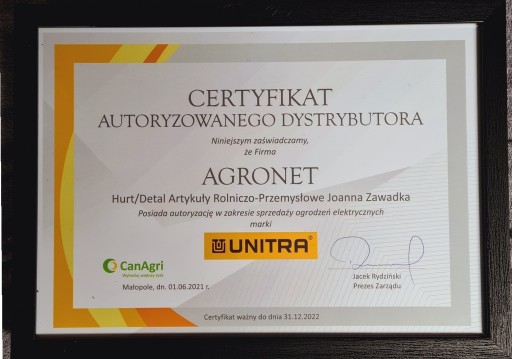 CERTYFIKAT
AUTORYZOWANEGO DYSTRYBUTORA
Niniejszym zaświadczamy,
że Firma
AGRONET
Hurt/Detal Artykuły Rolniczo-Przemysłowe Joanna Zawadka
Posiada autoryzację w zakresie sprzedaży ogrodzeń elektrycznych
marki
UNITRA®
CanAgri
Małopole, dn. 01.06.2021 r.
Jacek Rydziński
Prezes Zarządu
Certyfikat ważny do dnia 31.12.2022